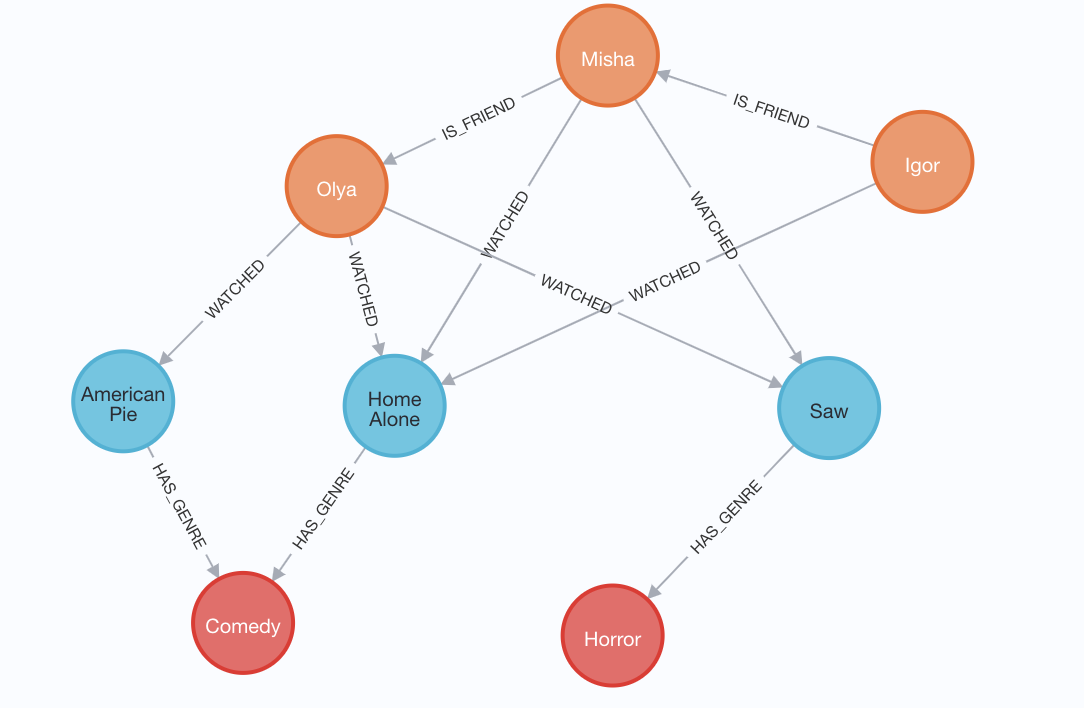 Misha
IS_FRIEND
IS_FRIEND
Igor
Olya
WATCHED
WATCHED
WATCHED
WATCHED
WATCHED
WATCHED
American
Pie
Home
Alone
Saw
HAS_GENRE
HAS_GENRE
HAS_GENRE
Comedy
Horror